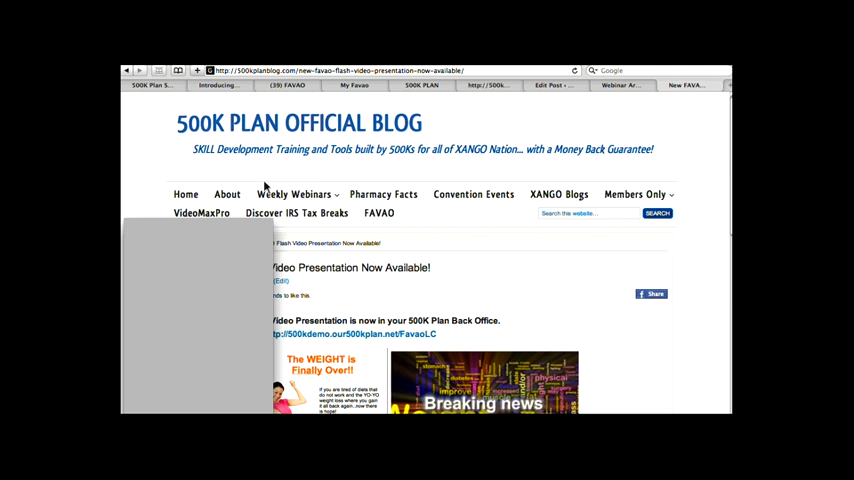 http://500kplanblog.com/new-favao-flash-video-presentation-now-available/
Google
500K Plan S...
Introducing...
(39) FAVAO
My Favao
500K PLAN
http://500k...
Edit Post ‹ ...
Webinar Ar...
New FAVA...
500K PLAN OFFICIAL BLOG
SKILL Development Training and Tools built by 500Ks for all of XANGO Nation... with a Money Back Guarantee!
Home
About
Weekly Webinars
Pharmacy Facts
Convention Events
XANGO Blogs
Members Only
VideoMaxPro
Discover IRS Tax Breaks
FAVAO
Search this website...
SEARCH
Flash Video Presentation Now Available!
Video Presentation Now Available!
(Edit)
nds to like this.
Share
Video Presentation is now in your 500K Plan Back Office.
tp://500kdemo.our500kplan.net/FavaoLC
The WEIGHT is
Finally Over!!
If you are tired of diets that
do not work and the YO-YO
weight loss where you gain
it all back again...now there
is hope!
stomach
diabetes
physical
improve
increased
muscle
Breaking news